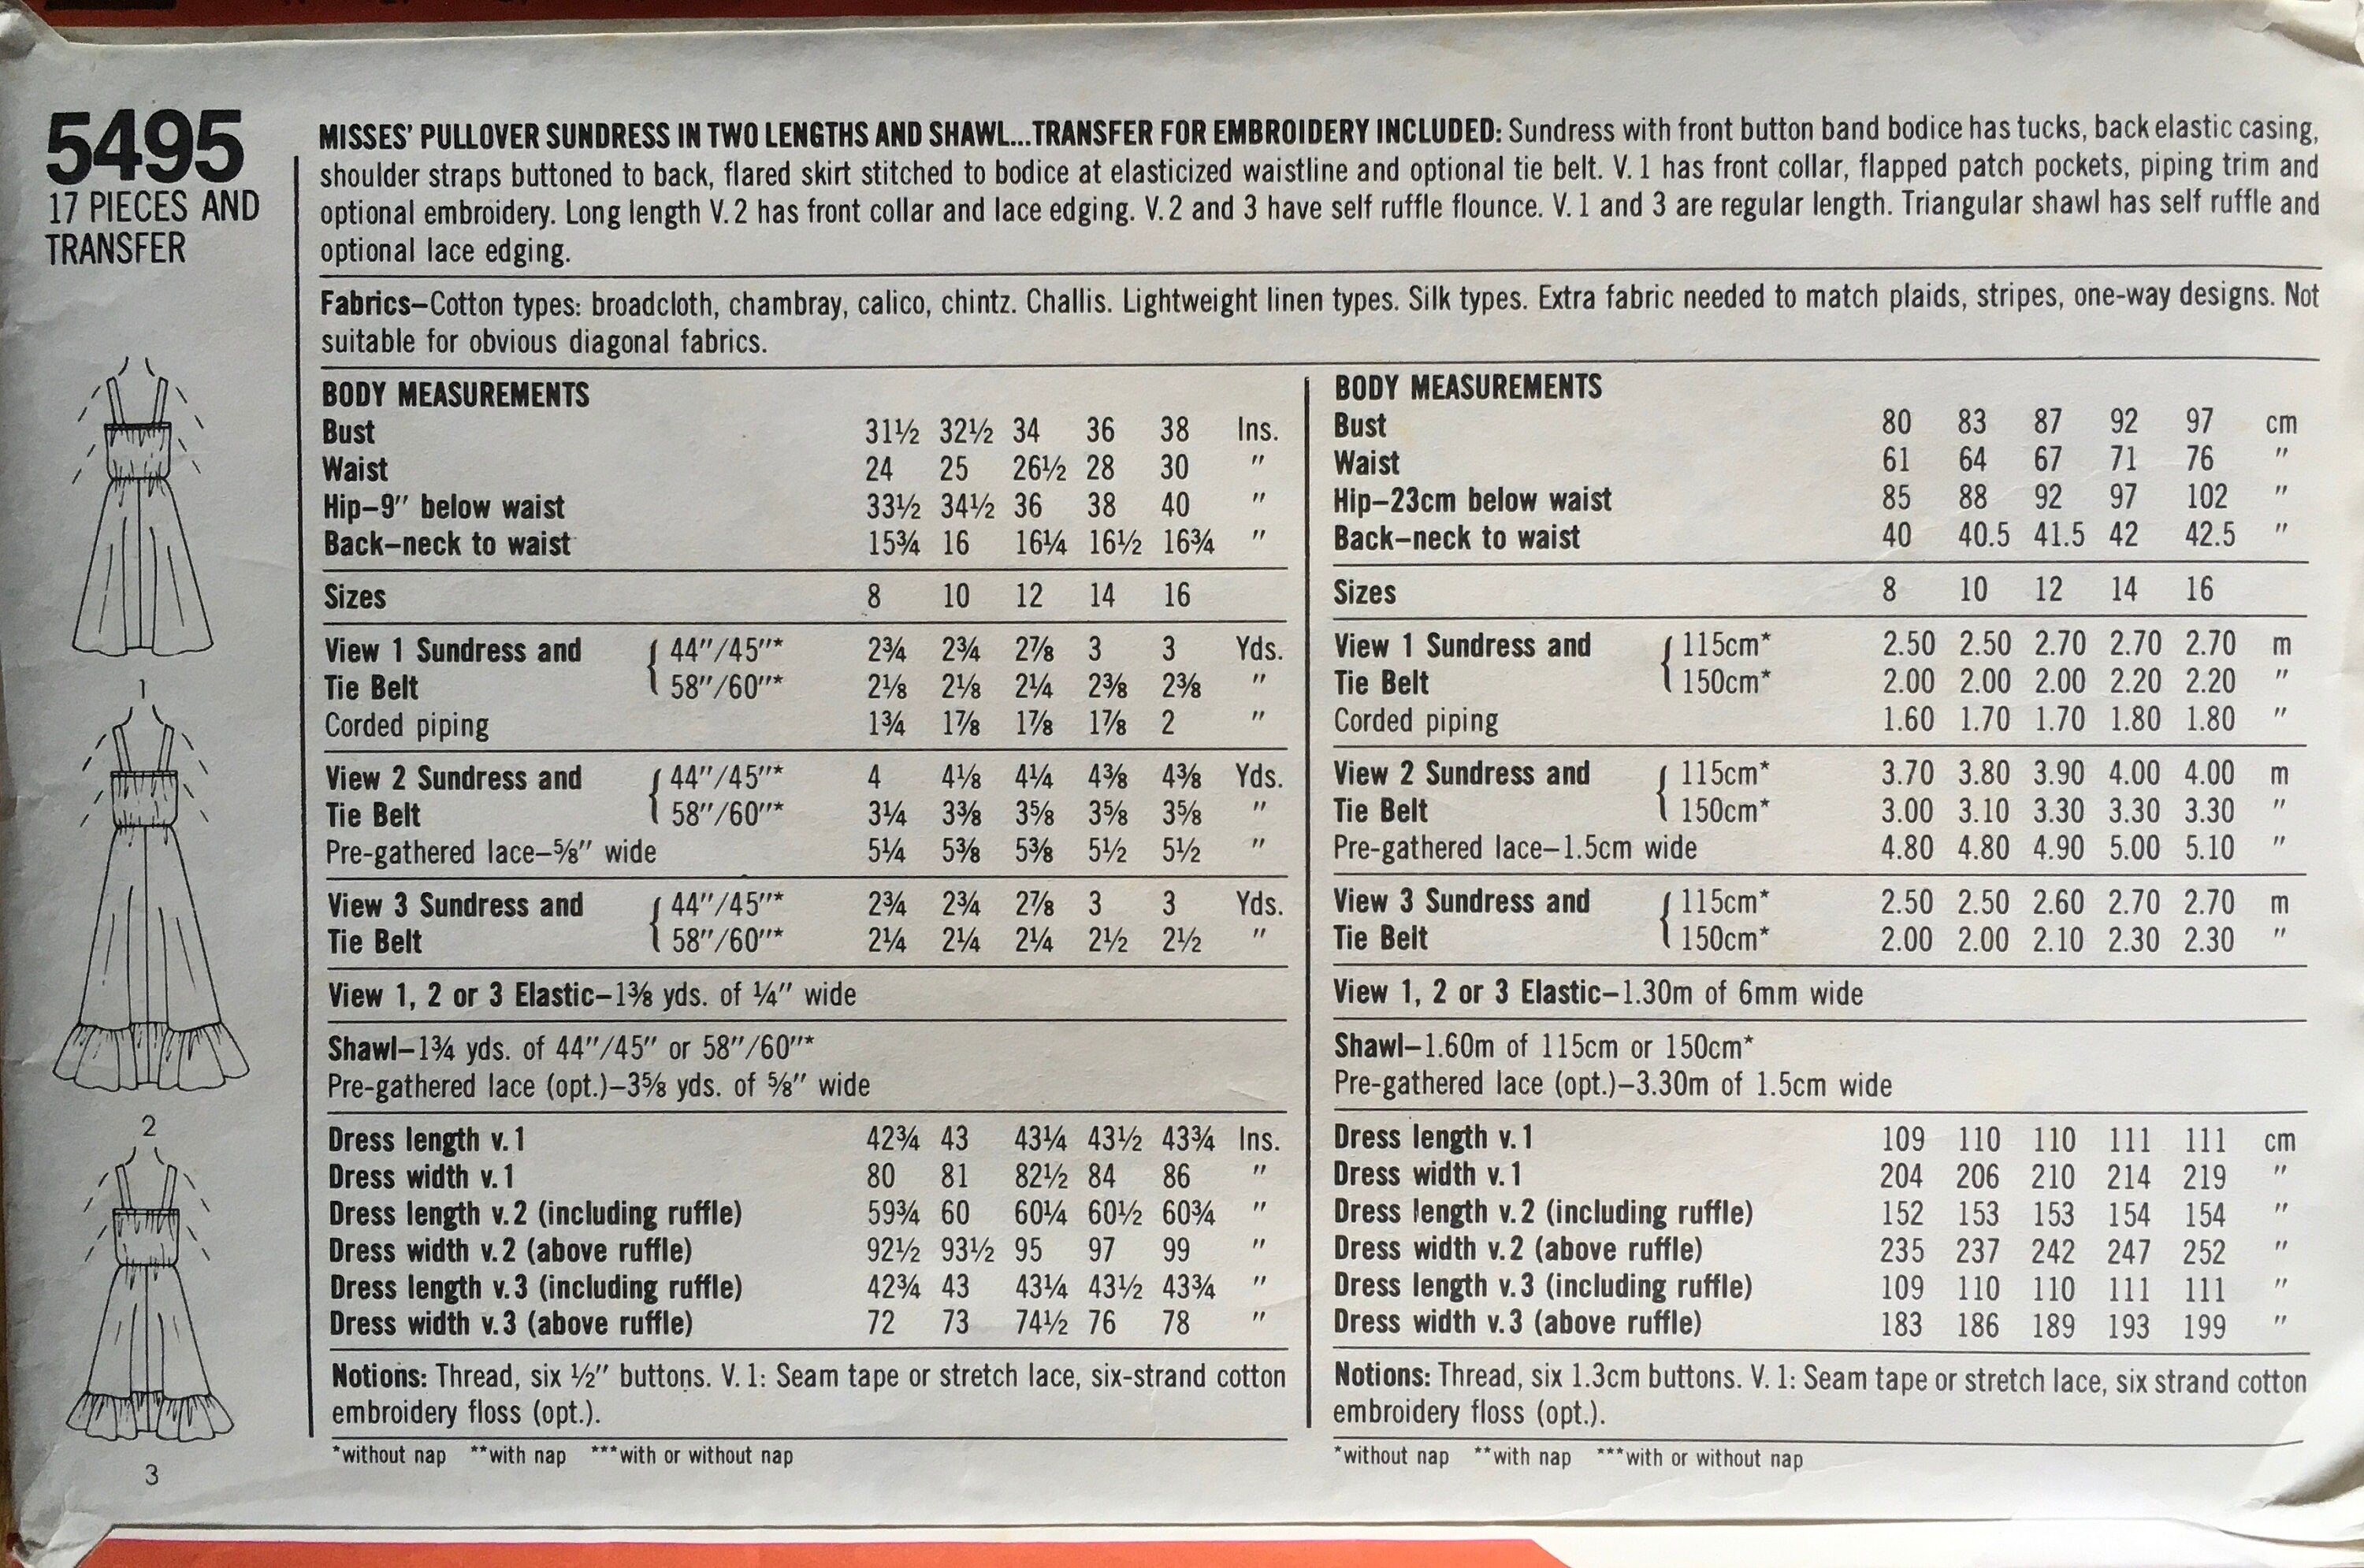 5495
17 PIECES AND
TRANSFER
MISSES' PULLOVER SUNDRESS IN TWO LENGTHS AND SHAWL...TRANSFER FOR EMBROIDERY INCLUDED: Sundress with front button band bodice has tucks, back elastic casing,
shoulder straps buttoned to back, flared skirt stitched to bodice at elasticized waistline and optional tie belt. V. 1 has front collar, flapped patch pockets, piping trim and
optional embroidery. Long length V. 2 has front collar and lace edging. V. 2 and 3 have self ruffle flounce. V. 1 and 3 are regular length. Triangular shawl has self ruffle and
optional lace edging.
Fabrics–Cotton types: broadcloth, chambray, calico, chintz. Challis. Lightweight linen types. Silk types. Extra fabric needed to match plaids, stripes, one-way designs. Not
suitable for obvious diagonal fabrics.
1
2
3
BODY MEASUREMENTS
Bust 31½ 32½ 34 36 38 Ins.
Waist 24 25 26½ 28 30 "
Hip–9" below waist 33½ 34½ 36 38 40 "
Back–neck to waist 15¾ 16 16¼ 16½ 16¾ "
Sizes 8 10 12 14 16
View 1 Sundress and { 44"/45"* 2¾ 2¾ 2⅞ 3 3 Yds.
Tie Belt 58"/60"* 2⅛ 2⅛ 2¼ 2⅜ 2⅜ "
Corded piping 1¾ 1⅞ 1⅞ 1⅞ 2 "
View 2 Sundress and { 44"/45"* 4 4⅛ 4¼ 4⅜ 4⅜ Yds.
Tie Belt 58"/60"* 3¼ 3⅜ 3⅝ 3⅝ 3⅝ "
Pre-gathered lace–⅝" wide 5¼ 5⅜ 5⅜ 5½ 5½ "
View 3 Sundress and { 44"/45"* 2¾ 2¾ 2⅞ 3 3 Yds.
Tie Belt 58"/60"* 2¼ 2¼ 2¼ 2½ 2½ "
View 1, 2 or 3 Elastic–1⅜ yds. of ¼" wide
Shawl–1¾ yds. of 44"/45" or 58"/60"*
Pre-gathered lace (opt.)–3⅝ yds. of ⅝" wide
Dress length v. 1 42¾ 43 43¼ 43½ 43¾ Ins.
Dress width v. 1 80 81 82½ 84 86 "
Dress length v. 2 (including ruffle) 59¾ 60 60¼ 60½ 60¾ "
Dress width v. 2 (above ruffle) 92½ 93½ 95 97 99 "
Dress length v. 3 (including ruffle) 42¾ 43 43¼ 43½ 43¾ "
Dress width v. 3 (above ruffle) 72 73 74½ 76 78 "
Notions: Thread, six ½" buttons. V. 1: Seam tape or stretch lace, six-strand cotton
embroidery floss (opt.).
*without nap **with nap ***with or without nap
BODY MEASUREMENTS
Bust 80 83 87 92 97 cm
Waist 61 64 67 71 76 "
Hip–23cm below waist 85 88 92 97 102 "
Back–neck to waist 40 40.5 41.5 42 42.5 "
Sizes 8 10 12 14 16
View 1 Sundress and { 115cm* 2.50 2.50 2.70 2.70 2.70 m
Tie Belt 150cm* 2.00 2.00 2.00 2.20 2.20 "
Corded piping 1.60 1.70 1.70 1.80 1.80 "
View 2 Sundress and { 115cm* 3.70 3.80 3.90 4.00 4.00 m
Tie Belt 150cm* 3.00 3.10 3.30 3.30 3.30 "
Pre-gathered lace–1.5cm wide 4.80 4.80 4.90 5.00 5.10 "
View 3 Sundress and { 115cm* 2.50 2.50 2.60 2.70 2.70 m
Tie Belt 150cm* 2.00 2.00 2.10 2.30 2.30 "
View 1, 2 or 3 Elastic–1.30m of 6mm wide
Shawl–1.60m of 115cm or 150cm*
Pre-gathered lace (opt.)–3.30m of 1.5cm wide
Dress length v. 1 109 110 110 111 111 cm
Dress width v. 1 204 206 210 214 219 "
Dress length v. 2 (including ruffle) 152 153 153 154 154 "
Dress width v. 2 (above ruffle) 235 237 242 247 252 "
Dress length v. 3 (including ruffle) 109 110 110 111 111 "
Dress width v. 3 (above ruffle) 183 186 189 193 199 "
Notions: Thread, six 1.3cm buttons. V. 1: Seam tape or stretch lace, six strand cotton
embroidery floss (opt.).
*without nap **with nap ***with or without nap